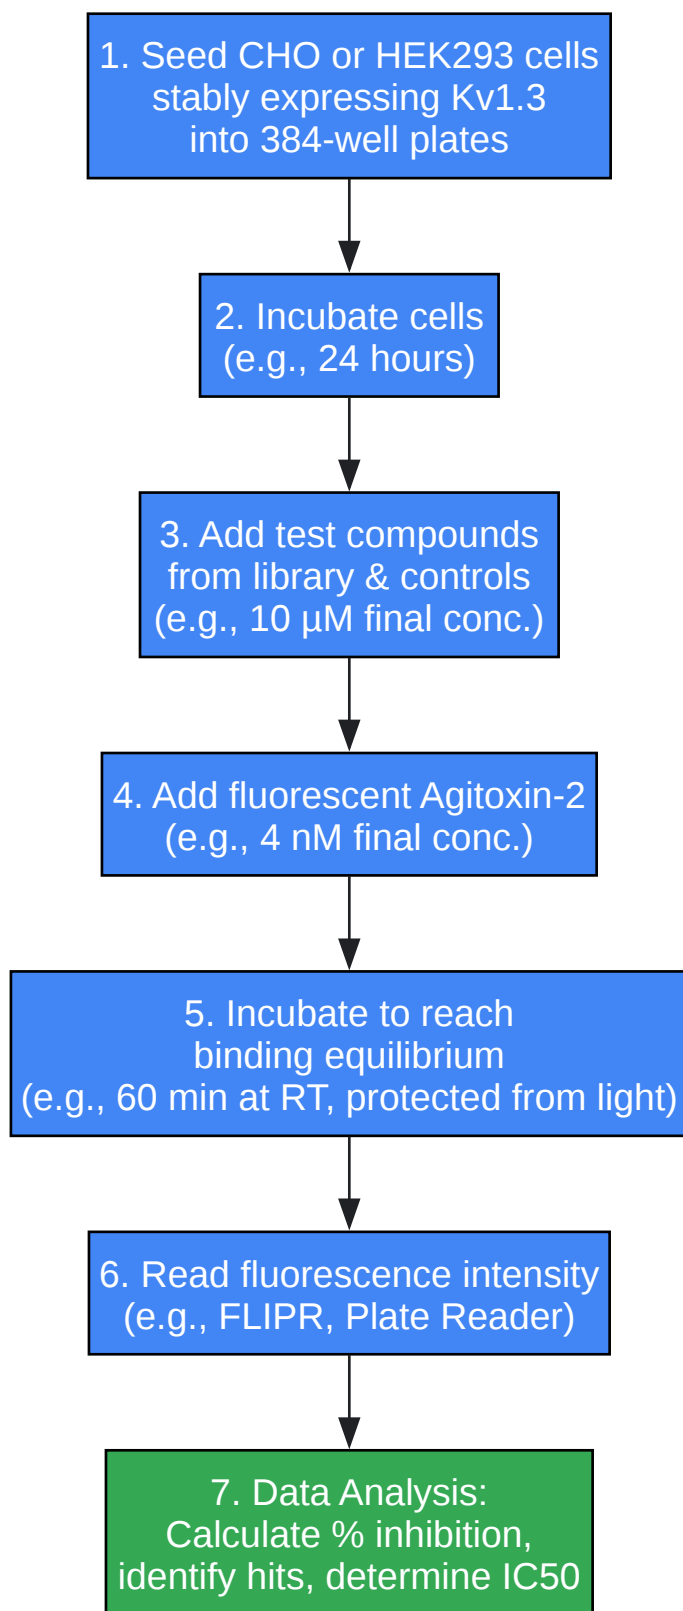 1. Seed CHO or HEK293 cells
stably expressing Kv1.3
into 384-well plates
2. Incubate cells
(e.g., 24 hours)
3. Add test compounds
from library & controls
(e.g., 10 µM final conc.)
4. Add fluorescent Agitoxin-2
(e.g., 4 nM final conc.)
5. Incubate to reach
binding equilibrium
(e.g., 60 min at RT, protected from light)
6. Read fluorescence intensity
(e.g., FLIPR, Plate Reader)
7. Data Analysis:
Calculate % inhibition,
identify hits, determine IC50